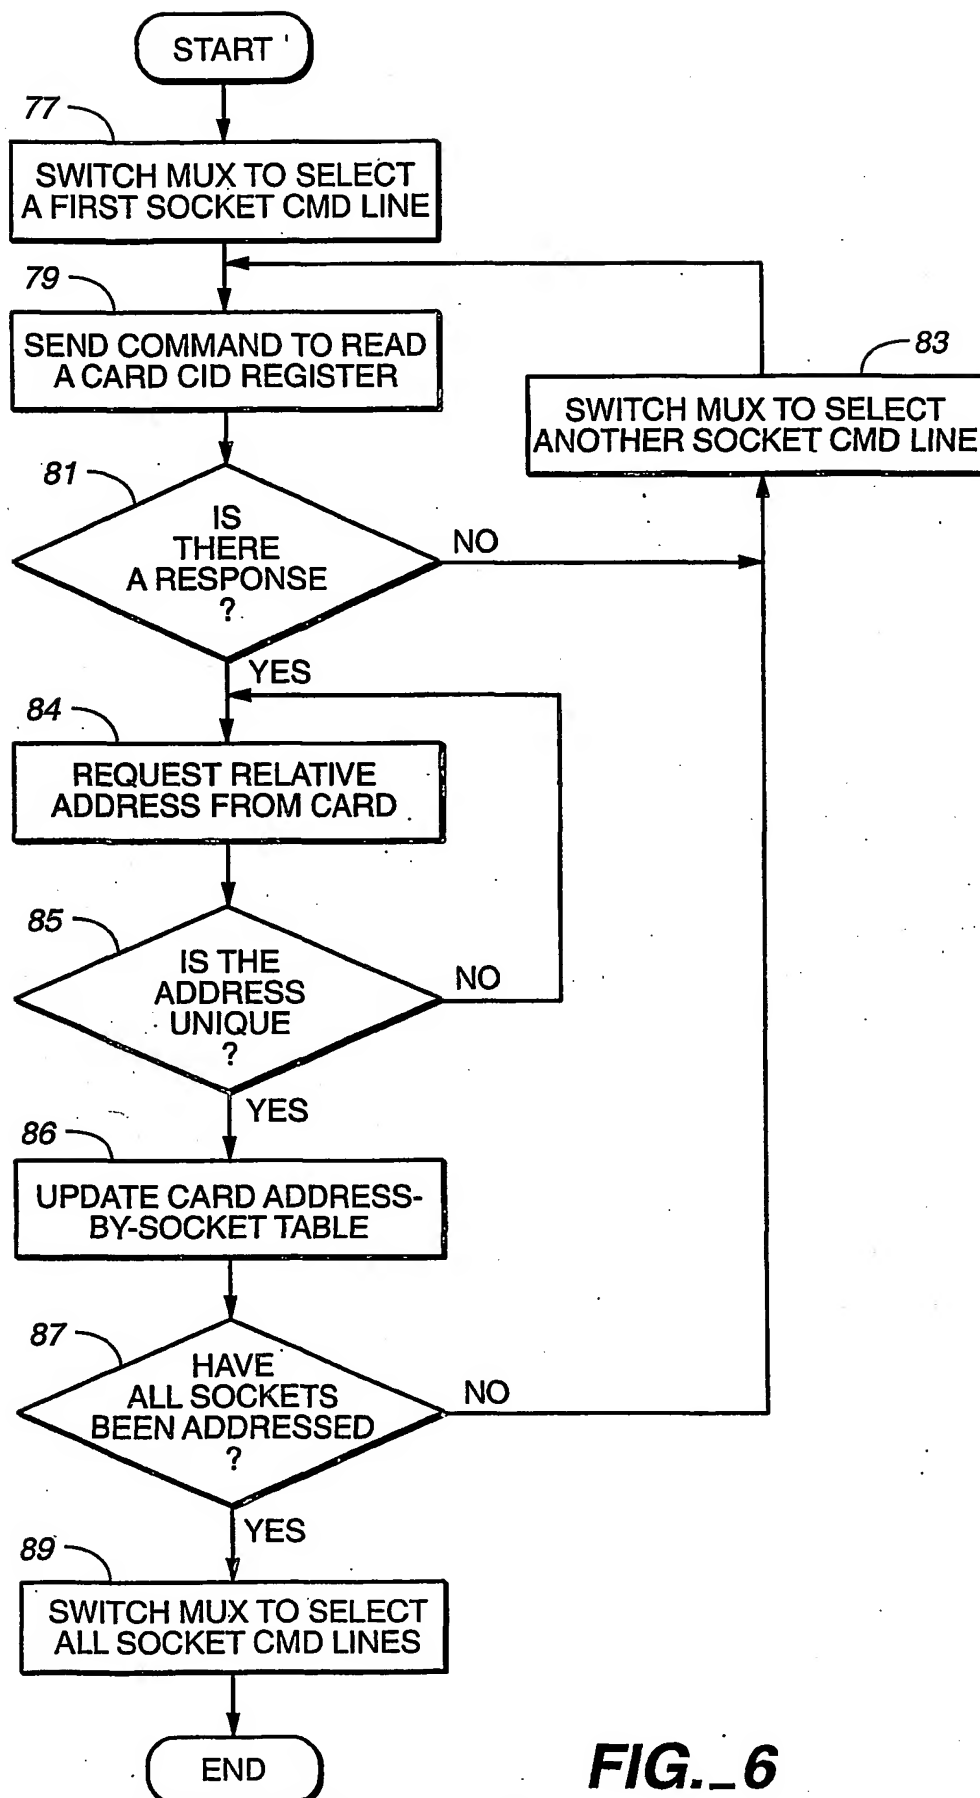 START
77
SWITCH MUX TO SELECT
A FIRST SOCKET CMD LINE
79
SEND COMMAND TO READ
A CARD CID REGISTER
83
SWITCH MUX TO SELECT
ANOTHER SOCKET CMD LINE
81
IS
THERE
A RESPONSE
?
NO
YES
84
REQUEST RELATIVE
ADDRESS FROM CARD
85
IS THE
ADDRESS
UNIQUE
?
NO
YES
86
UPDATE CARD ADDRESS-
BY-SOCKET TABLE
87
HAVE
ALL SOCKETS
BEEN ADDRESSED
?
NO
YES
89
SWITCH MUX TO SELECT
ALL SOCKET CMD LINES
END
FIG._6